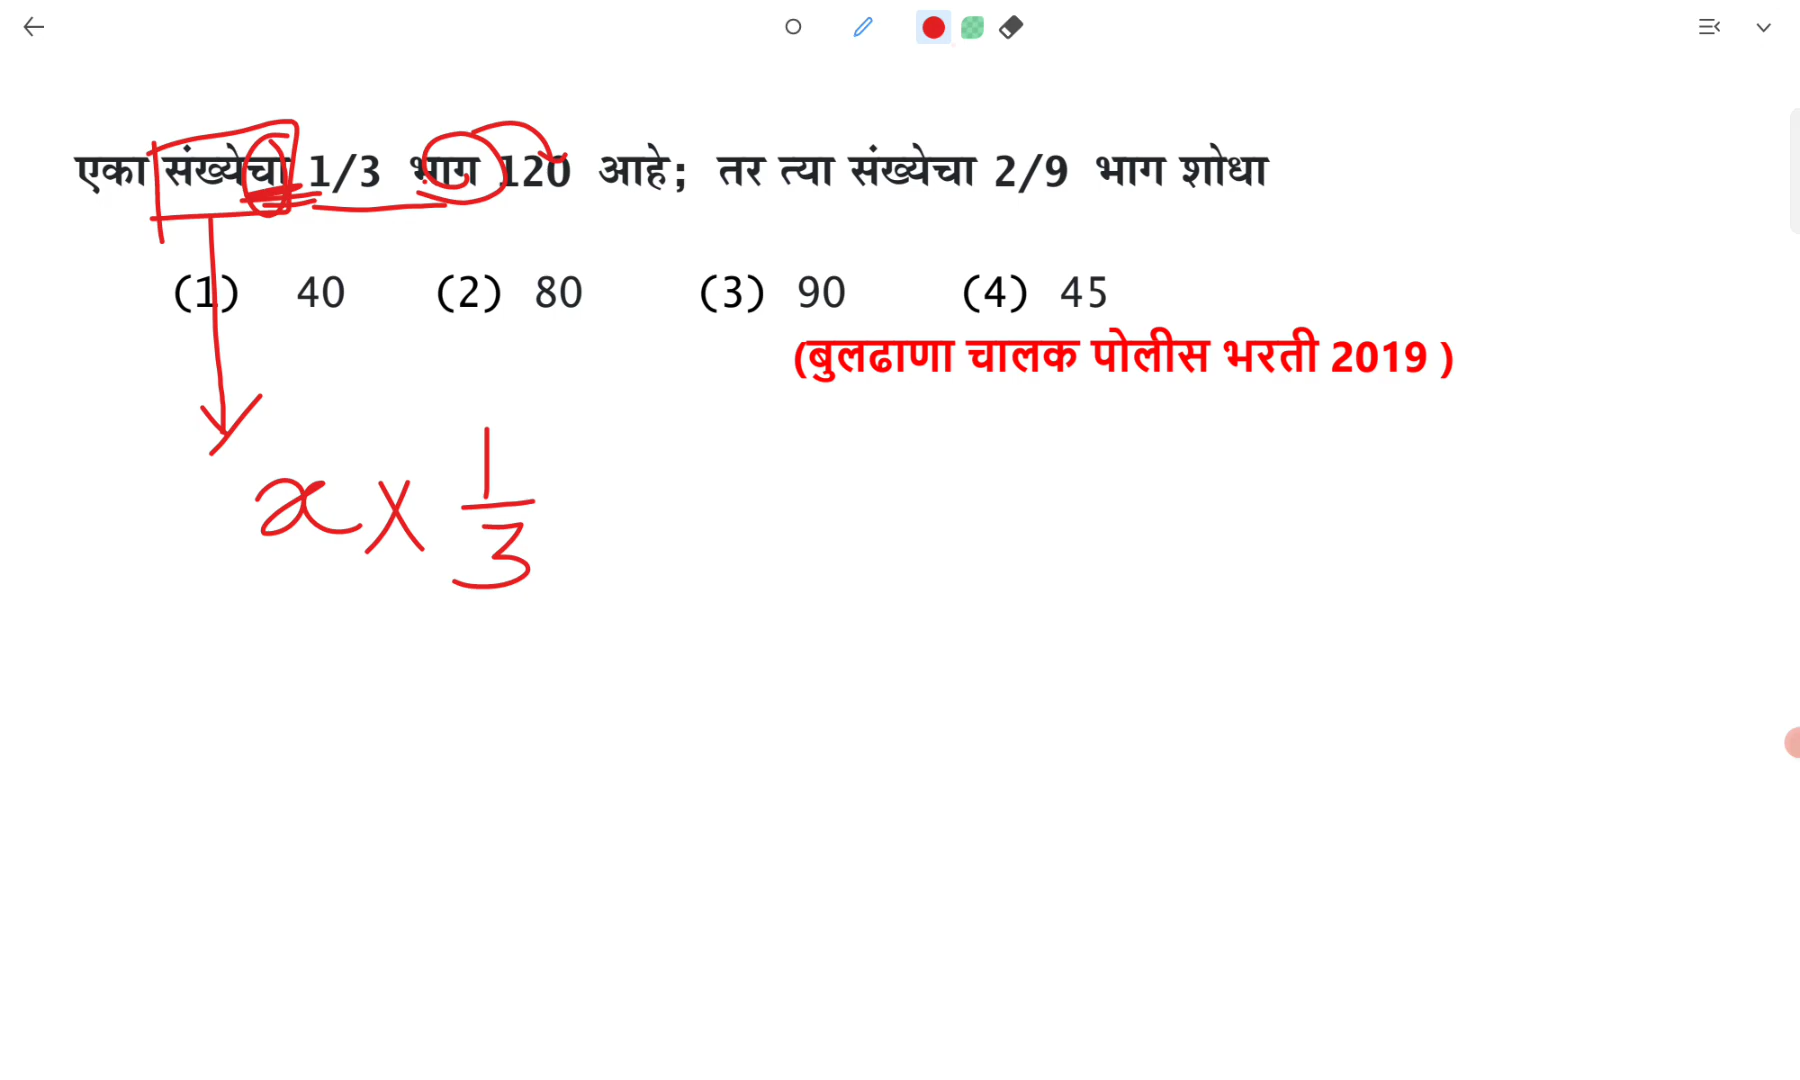 एका संख्येचा 1/3 भाग 120 आहे; तर त्या संख्येचा 2/9 भाग शोधा
(1) 40 (2) 80 (3) 90 (4) 45
(बुलढाणा चालक पोलीस भरती 2019 )
x × 1/3